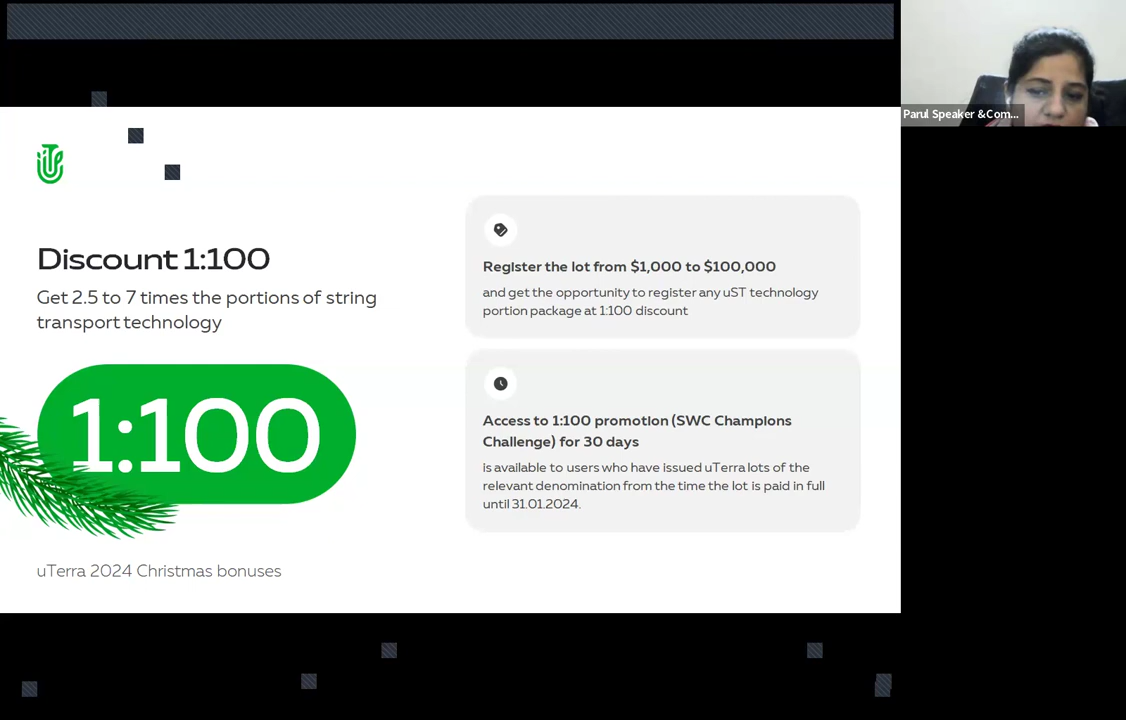 Parul Speaker &Com...
Discount 1:100
Get 2.5 to 7 times the portions of string
transport technology
1:100
uTerra 2024 Christmas bonuses
Register the lot from $1,000 to $100,000
and get the opportunity to register any uST technology
portion package at 1:100 discount
Access to 1:100 promotion (SWC Champions
Challenge) for 30 days
is available to users who have issued uTerra lots of the
relevant denomination from the time the lot is paid in full
until 31.01.2024.